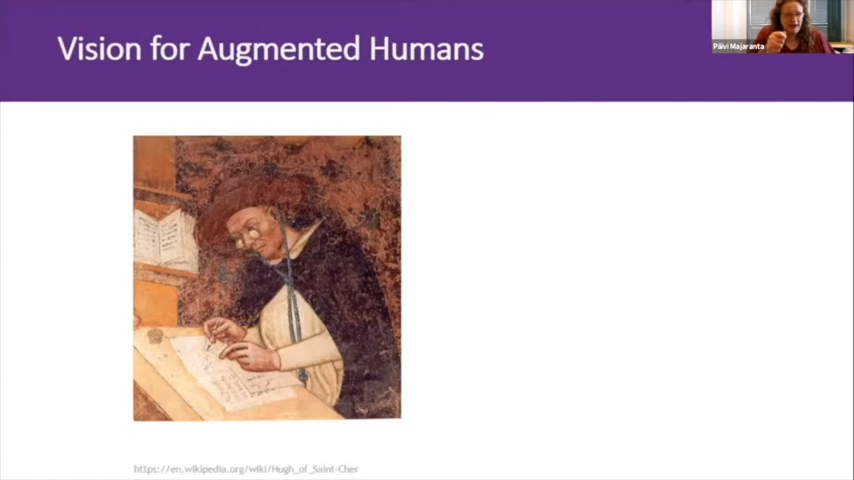 Vision for Augmented Humans
Päivi Majaranta
https://en.wikipedia.org/wiki/Hugh_of_Saint-Cher